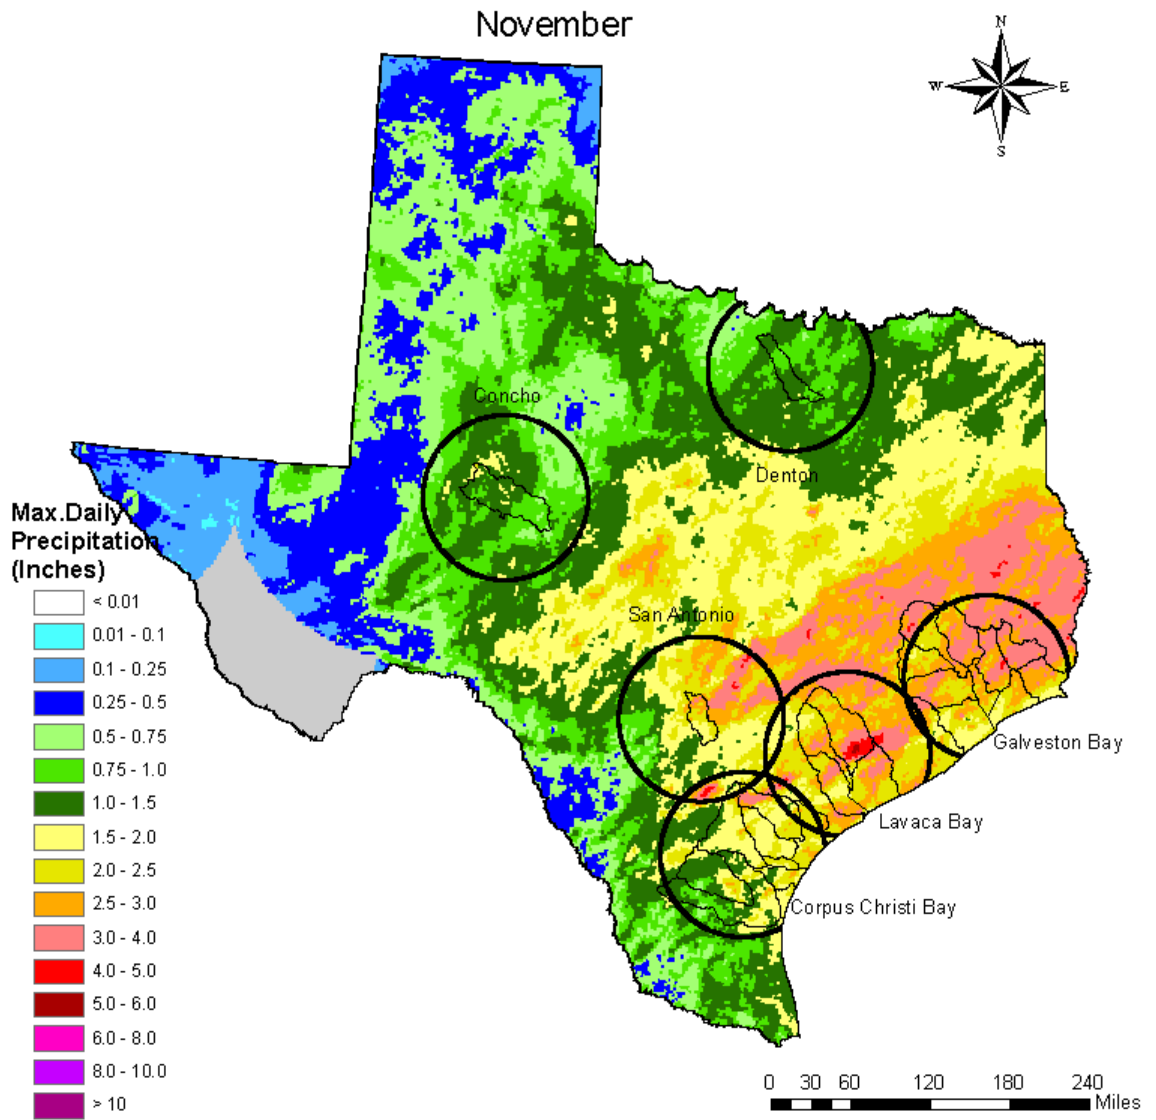 November
N
W
E
S
Concho
Denton
Max.Daily
Precipitation
(Inches)
< 0.01
San Antonio
0.01 - 0.1
0.1 - 0.25
0.25 - 0.5
0.5 - 0.75
Galveston Bay
0.75 - 1.0
1.0 - 1.5
Lavaca Bay
1.5 - 2.0
2.0 - 2.5
2.5 - 3.0
Corpus Christi Bay
3.0 - 4.0
4.0 - 5.0
5.0 - 6.0
6.0 - 8.0
8.0 - 10.0
> 10
0 30 60 120 180 240
Miles